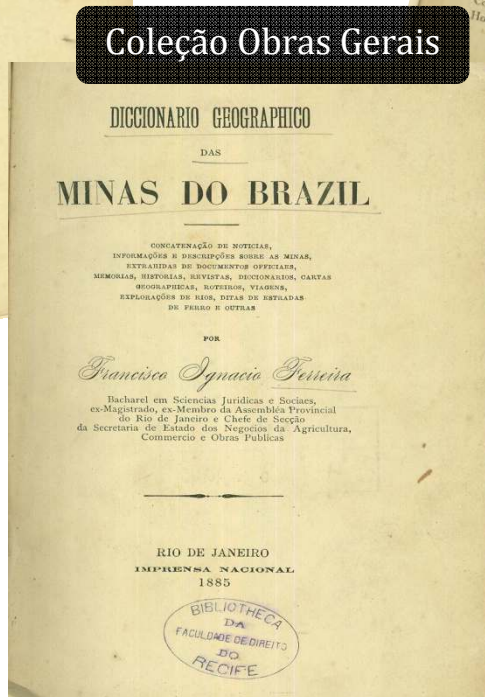 Coleção Obras Gerais
DICCIONARIO GEOGRAPHICO
DAS
MINAS DO BRAZIL
CONCATENAÇÃO DE NOTICIAS,
INFORMAÇÕES E DESCRIPÇÕES SOBRE AS MINAS,
EXTRAHIDAS DE DOCUMENTOS OFFICIAES,
MEMORIAS, HISTORIAS, REVISTAS, DICCIONARIOS, CARTAS
GEOGRAPHICAS, ROTEIROS, VIAGENS,
EXPLORAÇÕES DE RIOS, DITAS DE ESTRADAS
DE FERRO E OUTRAS
POR
Francisco Ignacio Ferreira
Bacharel em Sciencias Juridicas e Sociaes,
ex-Magistrado, ex-Membro da Assembléa Provincial
do Rio de Janeiro e Chefe de Secção
da Secretaria de Estado dos Negocios da Agricultura,
Commercio e Obras Publicas
RIO DE JANEIRO
IMPRENSA NACIONAL
1885
BIBLIOTHECA
DA
FACULDADE DE DIREITO
DO
RECIFE